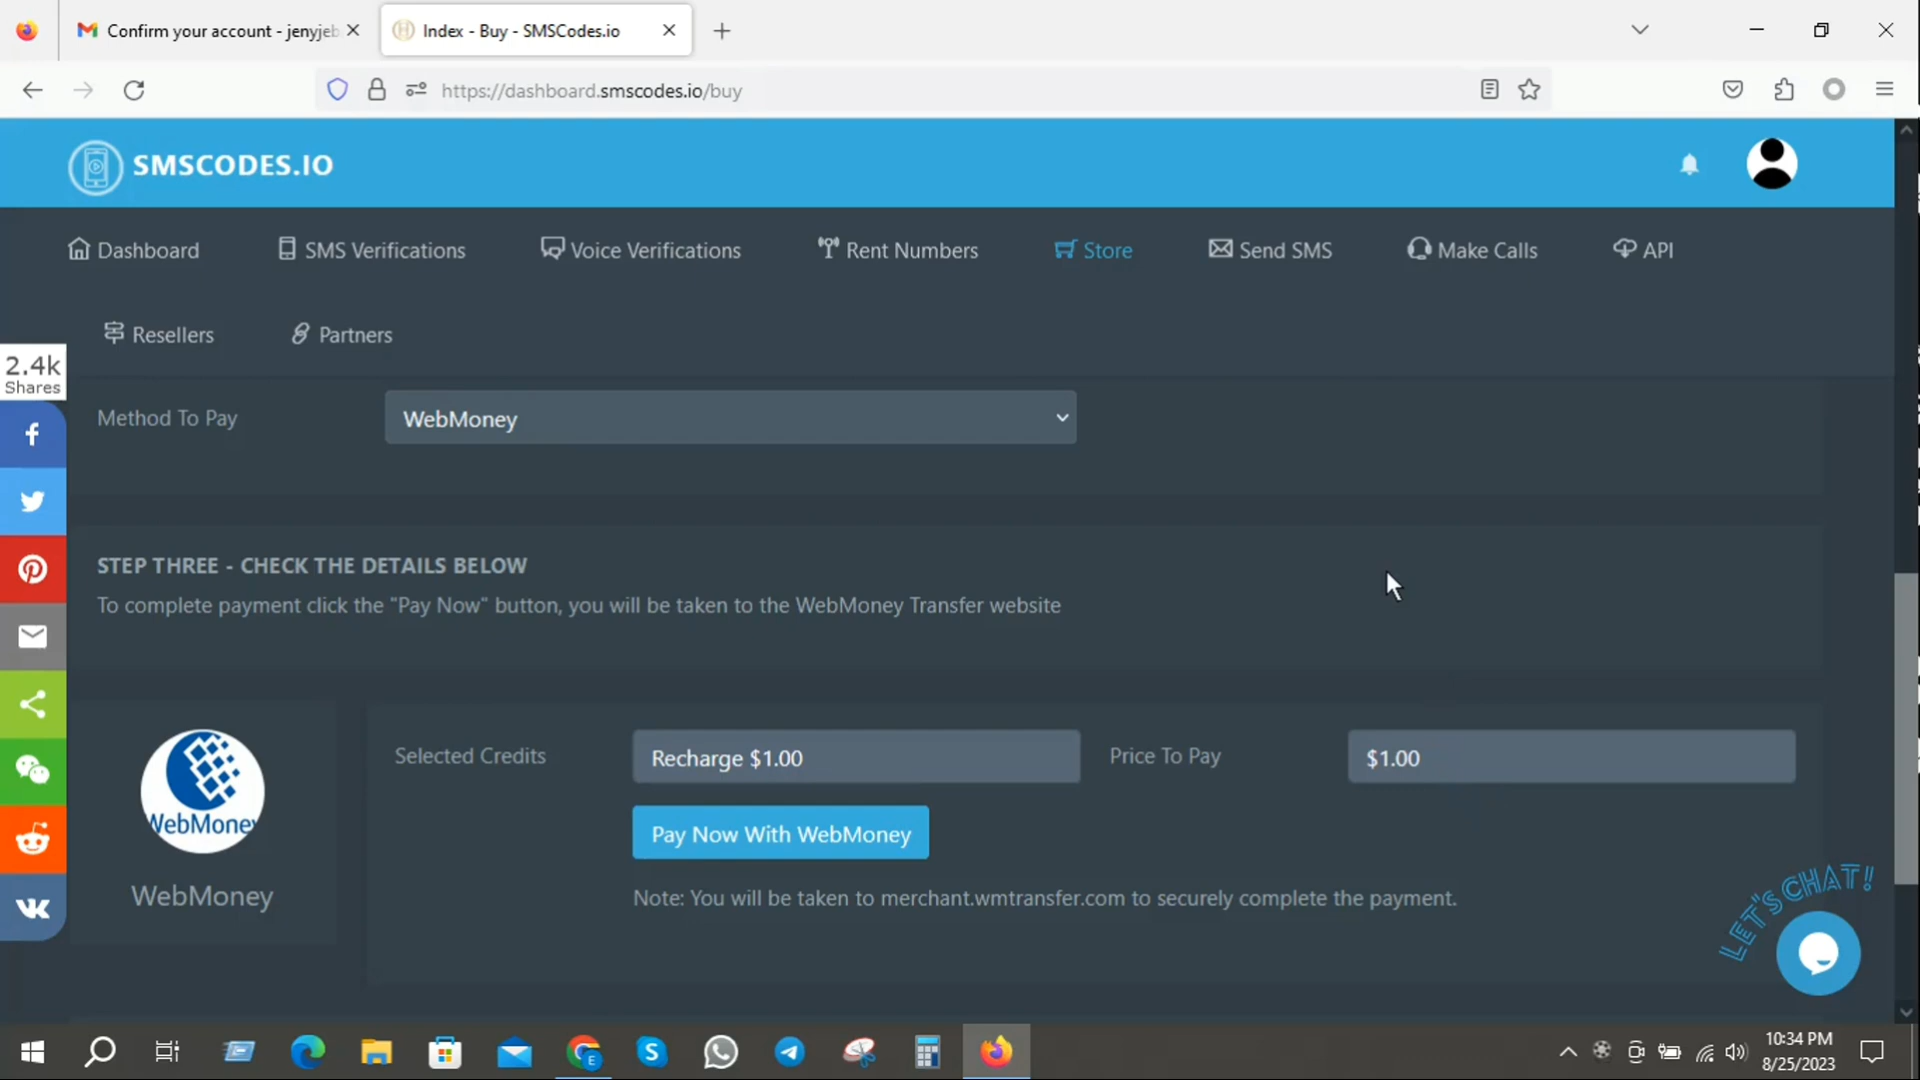 Confirm your account - jenyjeb
Index - Buy - SMSCodes.io
https://dashboard.smscodes.io/buy
SMSCODES.IO
Dashboard
SMS Verifications
Voice Verifications
Rent Numbers
Store
Send SMS
Make Calls
API
Resellers
Partners
2.4k
Shares
Method To Pay
WebMoney
STEP THREE - CHECK THE DETAILS BELOW
To complete payment click the "Pay Now" button, you will be taken to the WebMoney Transfer website
WebMoney
WebMoney
Selected Credits
Recharge $1.00
Price To Pay
$1.00
Pay Now With WebMoney
Note: You will be taken to merchant.wmtransfer.com to securely complete the payment.
LET'S CHAT!
10:34 PM
8/25/2023